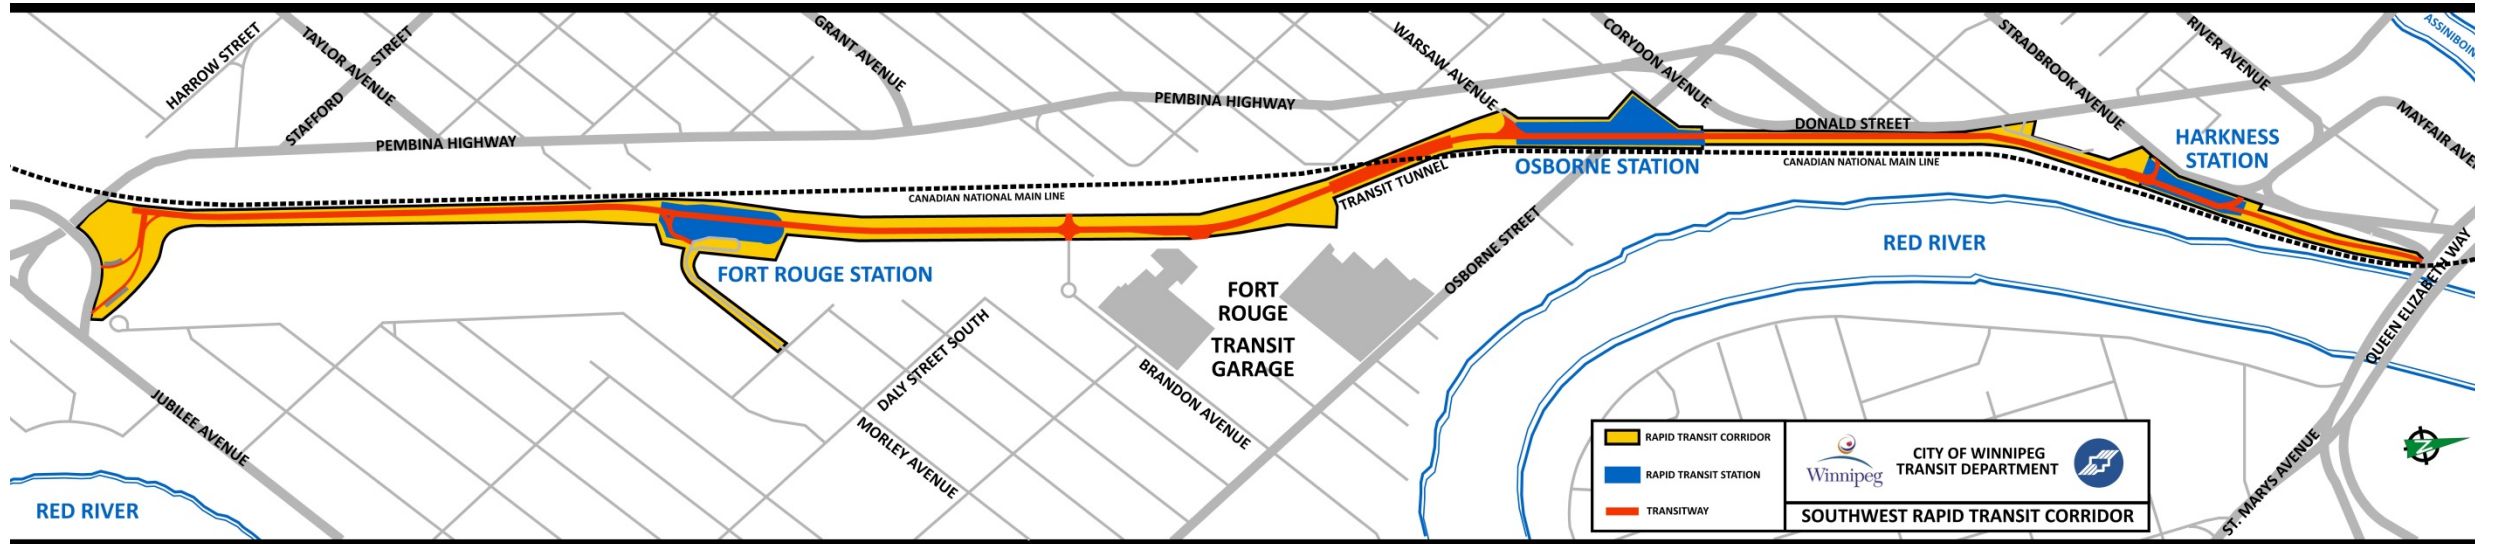 HARROW STREET
TAYLOR AVENUE
STAFFORD STREET
GRANT AVENUE
WARSAW AVENUE
CORYDON AVENUE
STRADBROOK AVENUE
RIVER AVENUE
MAYFAIR AVE
PEMBINA HIGHWAY
PEMBINA HIGHWAY
DONALD STREET
HARKNESS
STATION
OSBORNE STATION
CANADIAN NATIONAL MAIN LINE
CANADIAN NATIONAL MAIN LINE
TRANSIT TUNNEL
OSBORNE STREET
RED RIVER
QUEEN ELIZABETH WAY
FORT ROUGE STATION
FORT
ROUGE
TRANSIT
GARAGE
DALY STREET SOUTH
BRANDON AVENUE
MORLEY AVENUE
JUBILEE AVENUE
RED RIVER
ST. MARYS AVENUE
RAPID TRANSIT CORRIDOR
RAPID TRANSIT STATION
TRANSITWAY
Winnipeg
CITY OF WINNIPEG
TRANSIT DEPARTMENT
SOUTHWEST RAPID TRANSIT CORRIDOR
Z